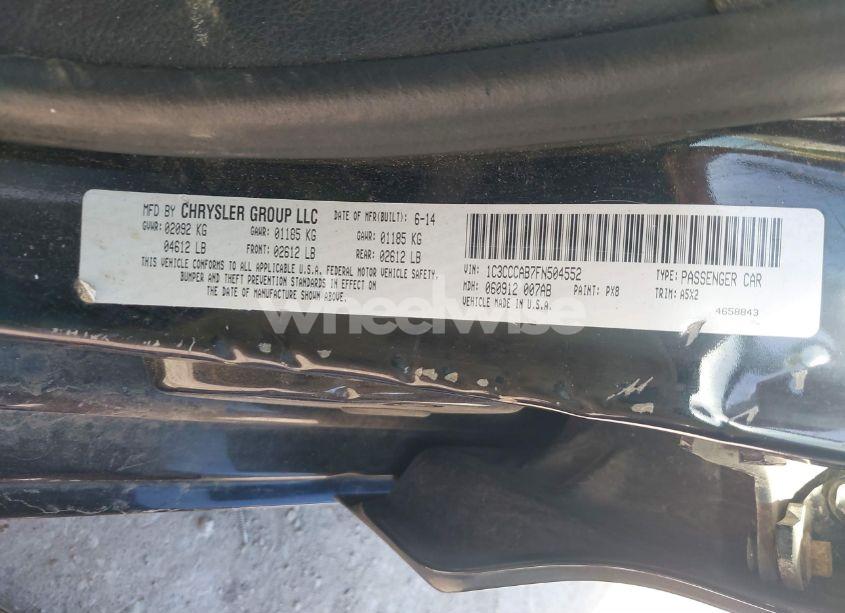 MFD BY CHRYSLER GROUP LLC DATE OF MFR(BUILT): 6-14
GVWR: 02092 KG GAWR: 01185 KG GAWR: 01185 KG
04612 LB FRONT: 02612 LB REAR: 02612 LB
THIS VEHICLE CONFORMS TO ALL APPLICABLE U.S.A. FEDERAL MOTOR VEHICLE SAFETY,
BUMPER AND THEFT PREVENTION STANDARDS IN EFFECT ON
THE DATE OF MANUFACTURE SHOWN ABOVE.
VIN: 1C3CCCAB7FN504552 TYPE: PASSENGER CAR
MDH: 060912 007AB PAINT: PX8 TRIM: A5X2
VEHICLE MADE IN U.S.A. 4658843
wheelwise